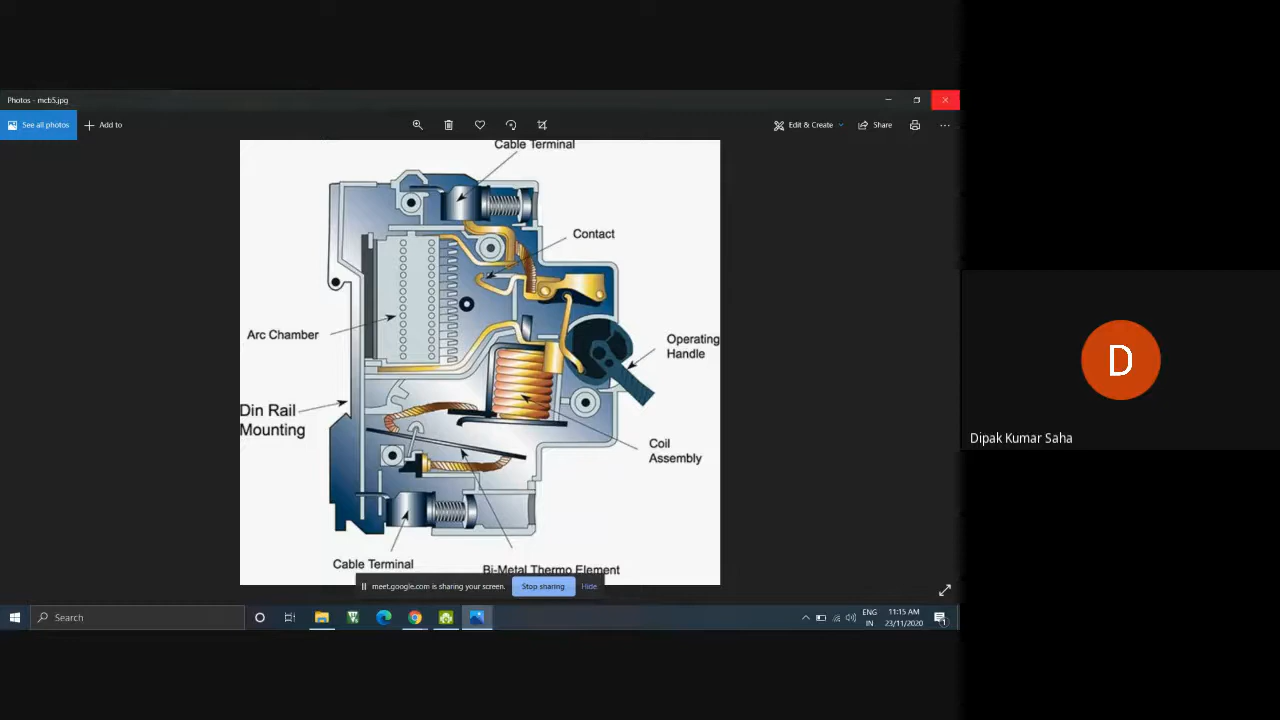 Photos - mcb5.jpg
See all photos
Add to
Edit & Create
Share
Cable Terminal
Contact
Arc Chamber
Operating
Handle
Din Rail
Mounting
Coil
Assembly
Cable Terminal
Bi-Metal Thermo Element
meet.google.com is sharing your screen.
Stop sharing
Hide
D
Dipak Kumar Saha
Search
ENG
IN
11:15 AM
23/11/2020